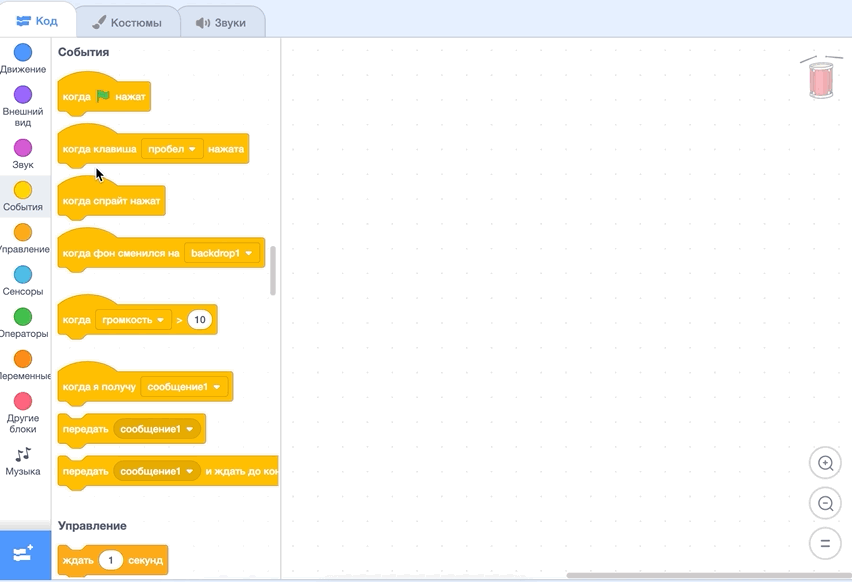 Код
Костюмы
Звуки
Движение
Внешний
вид
Звук
События
Управление
Сенсоры
Операторы
Переменные
Другие
блоки
Музыка
События
когда нажат
когда клавиша пробел нажата
когда спрайт нажат
когда фон сменился на backdrop1
когда громкость > 10
когда я получу сообщение1
передать сообщение1
передать сообщение1 и ждать до кон
Управление
ждать 1 секунд